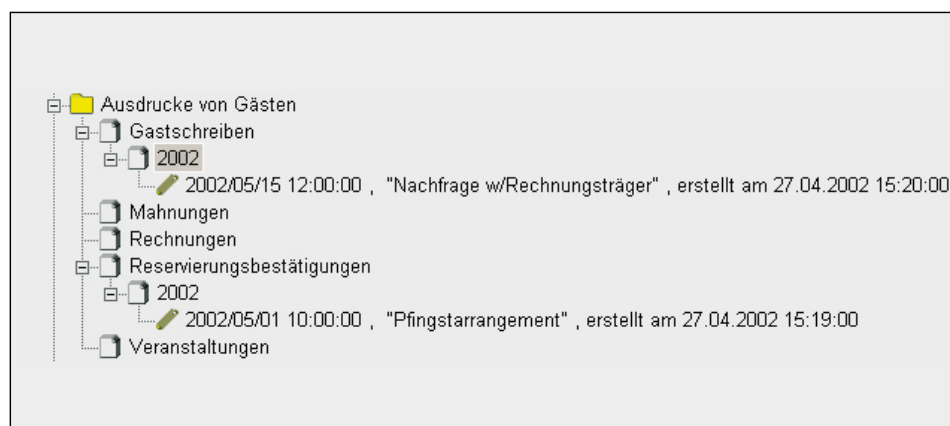 Ausdrucke von Gästen
Gastschreiben
2002
2002/05/15 12:00:00 , "Nachfrage w/Rechnungsträger" , erstellt am 27.04.2002 15:20:00
Mahnungen
Rechnungen
Reservierungsbestätigungen
2002
2002/05/01 10:00:00 , "Pfingstarrangement" , erstellt am 27.04.2002 15:19:00
Veranstaltungen